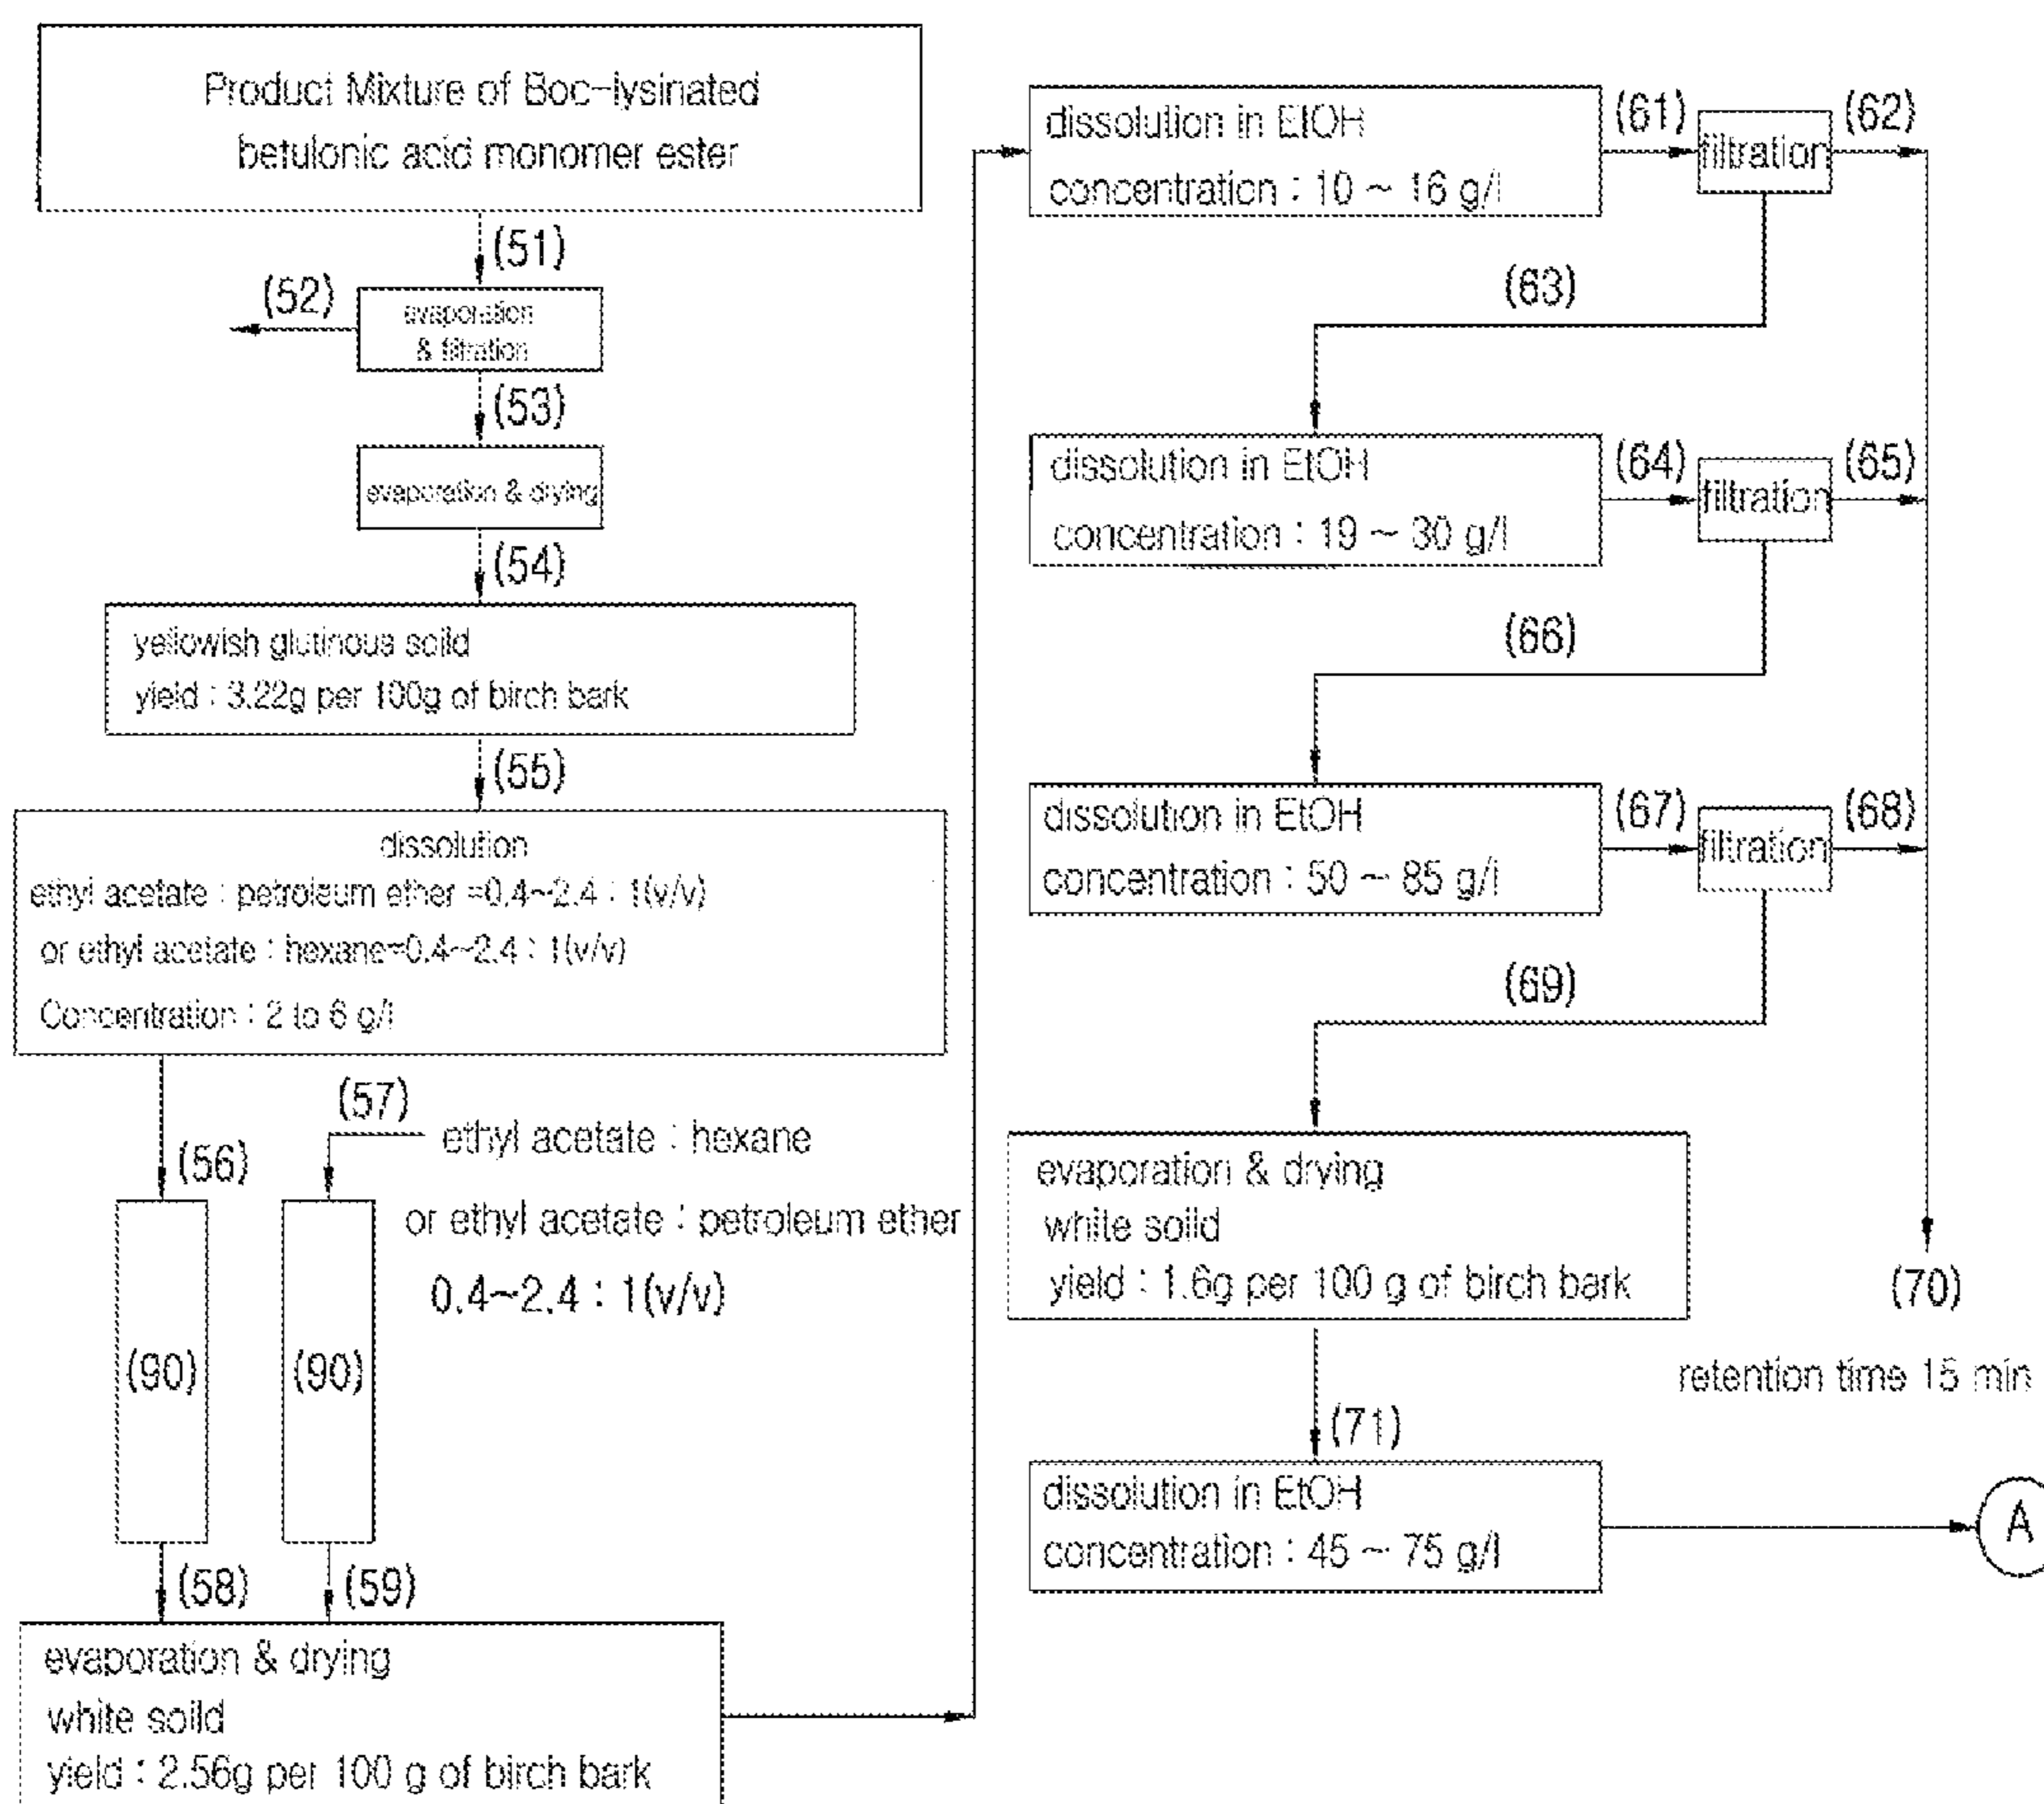 Product Mixture of Boc-lysinated
betulonic acid monomer ester
(51)
(52)
evaporation
& filtration
(53)
evaporation & drying
(54)
yellowish glutinous soild
yield : 3.22g per 100g of birch bark
(55)
dissolution
ethyl acetate : petroleum ether =0.4~2.4 : 1(v/v)
or ethyl acetate : hexane=0.4~2.4 : 1(v/v)
Concentration : 2 to 6 g/l
(56)
(57)
ethyl acetate : hexane
or ethyl acetate : petroleum ether
0.4~2.4 : 1(v/v)
(90)
(90)
(58)
(59)
evaporation & drying
white soild
yield : 2.56g per 100 g of birch bark
dissolution in EtOH
concentration : 10 ~ 16 g/l
(61)
filtration
(62)
(63)
dissolution in EtOH
concentration : 19 ~ 30 g/l
(64)
filtration
(65)
(66)
dissolution in EtOH
concentration : 50 ~ 85 g/l
(67)
filtration
(68)
(69)
evaporation & drying
white soild
yield : 1.6g per 100 g of birch bark
(70)
retention time 15 min
(71)
dissolution in EtOH
concentration : 45 ~ 75 g/l
A